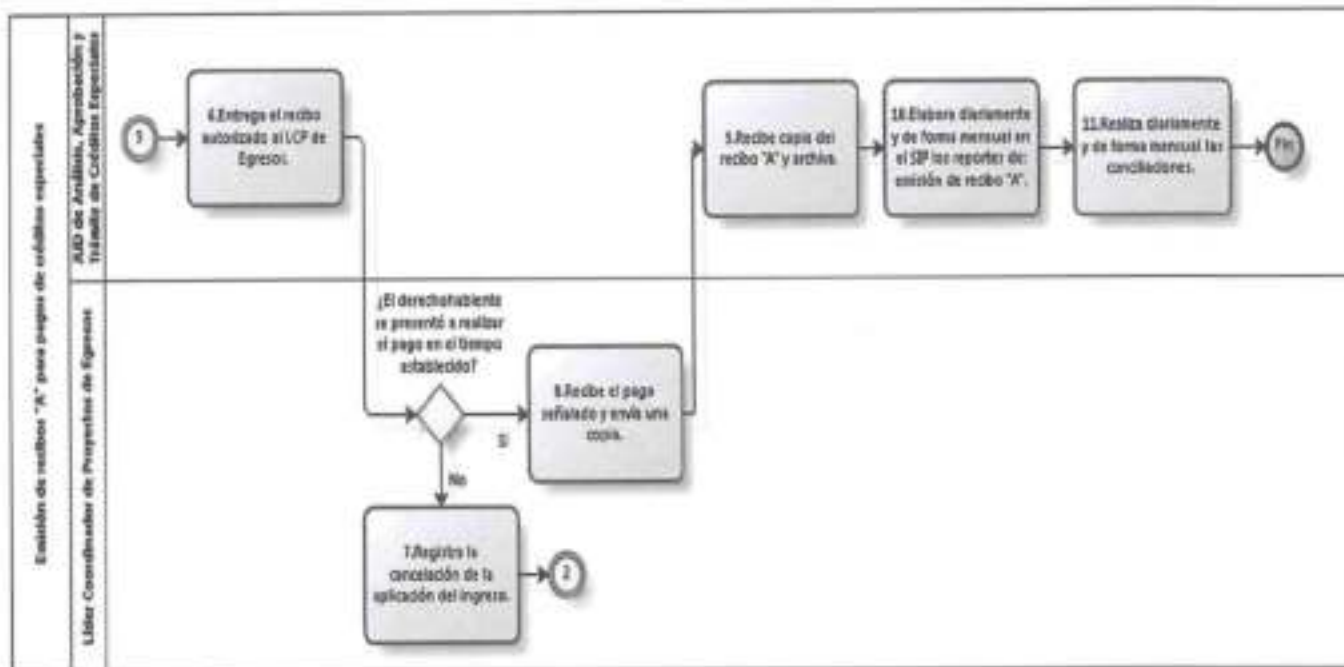 Emisión de recibos "A" para pagos de créditos especiales
JUD de Análisis, Aprobación y
Trámite de Créditos Especiales
5
6.Entrega el recibo
autorizado al LCP de
Egresos.
9.Recibe copia del
recibo "A" y archiva.
10.Elabora diariamente
y de forma mensual en
el SIP los reportes de:
emisión de recibo "A".
11.Realiza diariamente
y de forma mensual las
conciliaciones.
Fin
Líder Coordinador de Proyectos de Egresos
¿El derechohabiente
se presentó a realizar
el pago en el tiempo
establecido?
8.Recibe el pago
señalado y envía una
copia.
No
7.Registra la
cancelación de la
aplicación del ingreso.
2